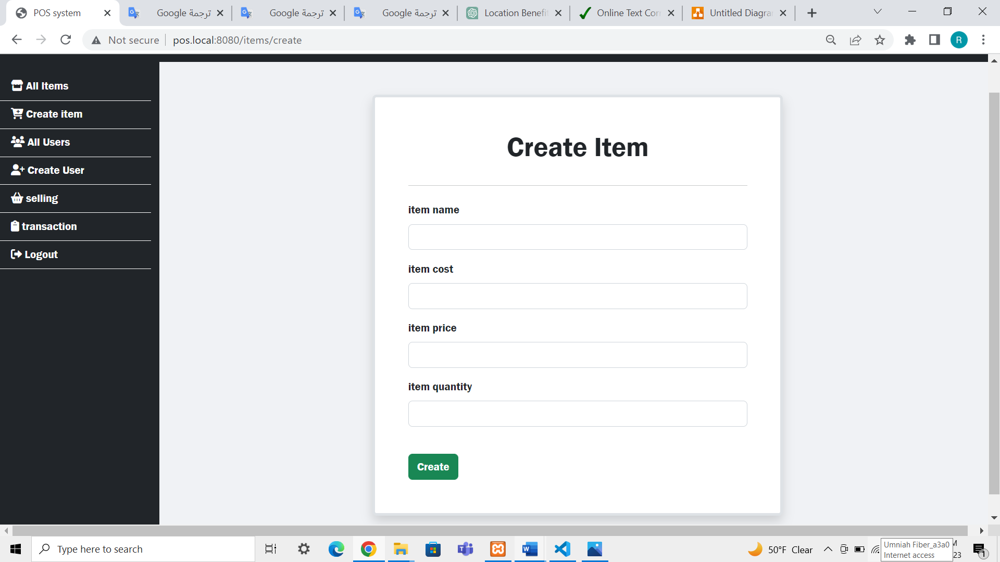 POS system
Google ترجمة
Google ترجمة
Google ترجمة
Location Benefit
Online Text Corr
Untitled Diagra
Not secure
pos.local:8080/items/create
R
All Items
Create item
All Users
Create User
selling
transaction
Logout
Create Item
item name
item cost
item price
item quantity
Create
Type here to search
50°F Clear
Umniah Fiber_a3a0
Internet access
M
23
1